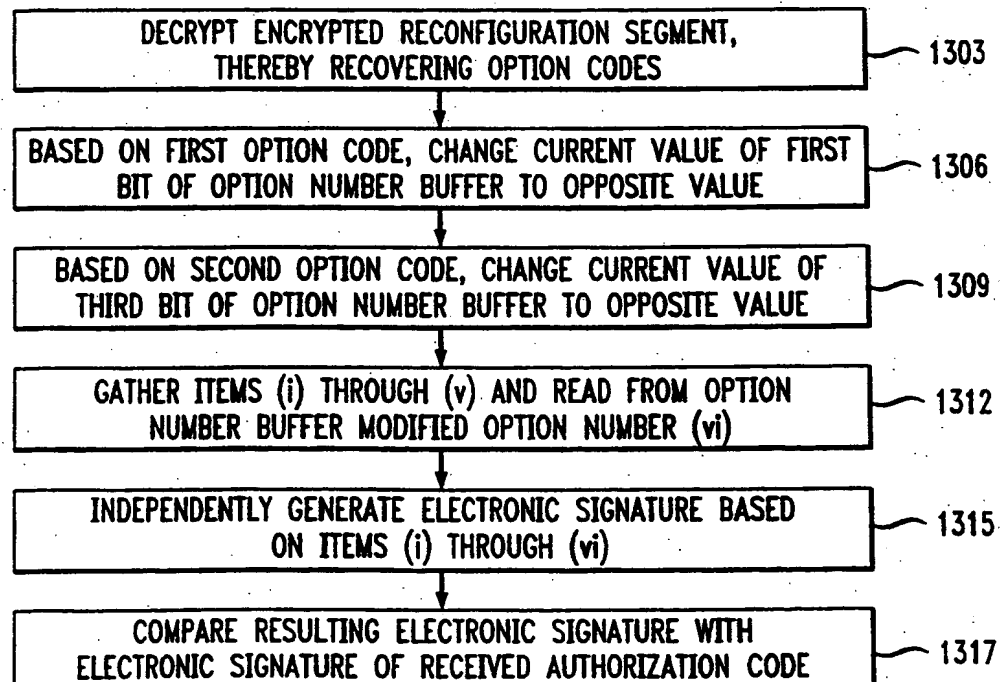 DECRYPT ENCRYPTED RECONFIGURATION SEGMENT,
THEREBY RECOVERING OPTION CODES
1303
BASED ON FIRST OPTION CODE, CHANGE CURRENT VALUE OF FIRST
BIT OF OPTION NUMBER BUFFER TO OPPOSITE VALUE
1306
BASED ON SECOND OPTION CODE, CHANGE CURRENT VALUE OF
THIRD BIT OF OPTION NUMBER BUFFER TO OPPOSITE VALUE
1309
GATHER ITEMS (i) THROUGH (v) AND READ FROM OPTION
NUMBER BUFFER MODIFIED OPTION NUMBER (vi)
1312
INDEPENDENTLY GENERATE ELECTRONIC SIGNATURE BASED
ON ITEMS (i) THROUGH (vi)
1315
COMPARE RESULTING ELECTRONIC SIGNATURE WITH
ELECTRONIC SIGNATURE OF RECEIVED AUTHORIZATION CODE
1317